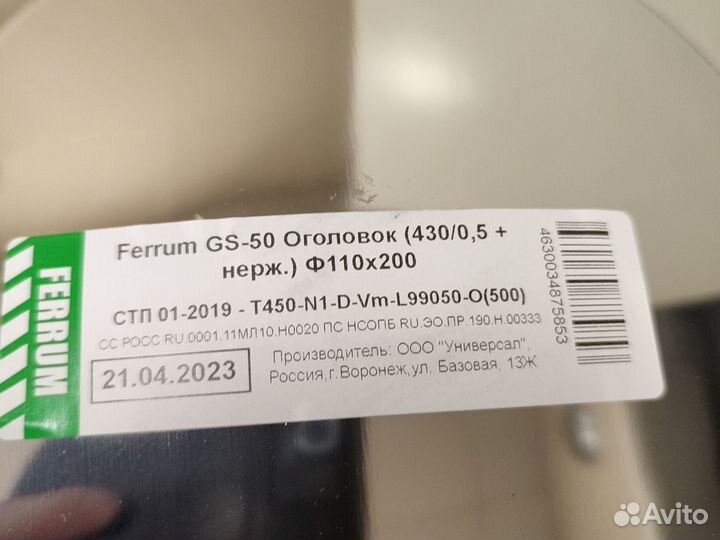 FERRUM
Ferrum GS-50 Оголовок (430/0,5 +
нерж.) Ф110х200
СТП 01-2019 - T450-N1-D-Vm-L99050-O(500)
СС РОСС RU.0001.11МЛ10.Н0020 ПС НСОПБ RU.ЭО.ПР.190.Н.00333
21.04.2023
Производитель: ООО "Универсал",
Россия,г.Воронеж,ул. Базовая, 13Ж
4630034875853
Avito